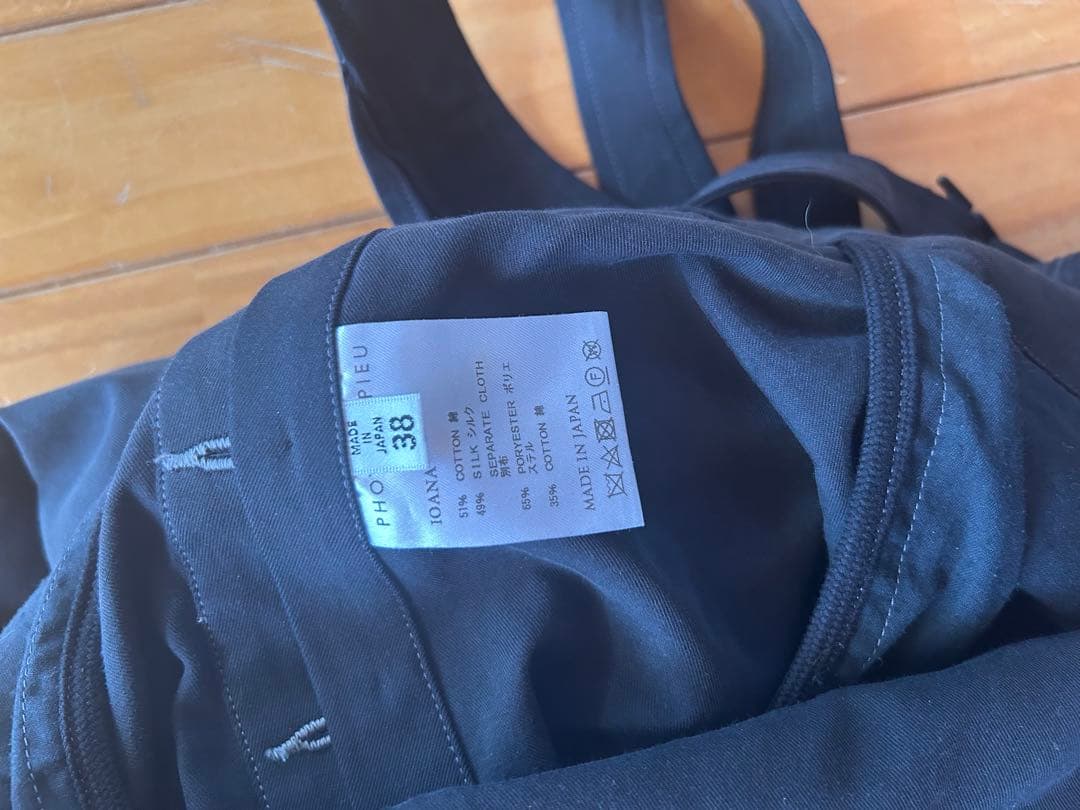 PHO
PIEU
MADE
IN
JAPAN
38
IOANA
51% COTTON 綿
49% SILK シルク
SEPARATE CLOTH
別布
65% PORYESTER ポリエ
ステル
35% COTTON 綿
MADE IN JAPAN
F W